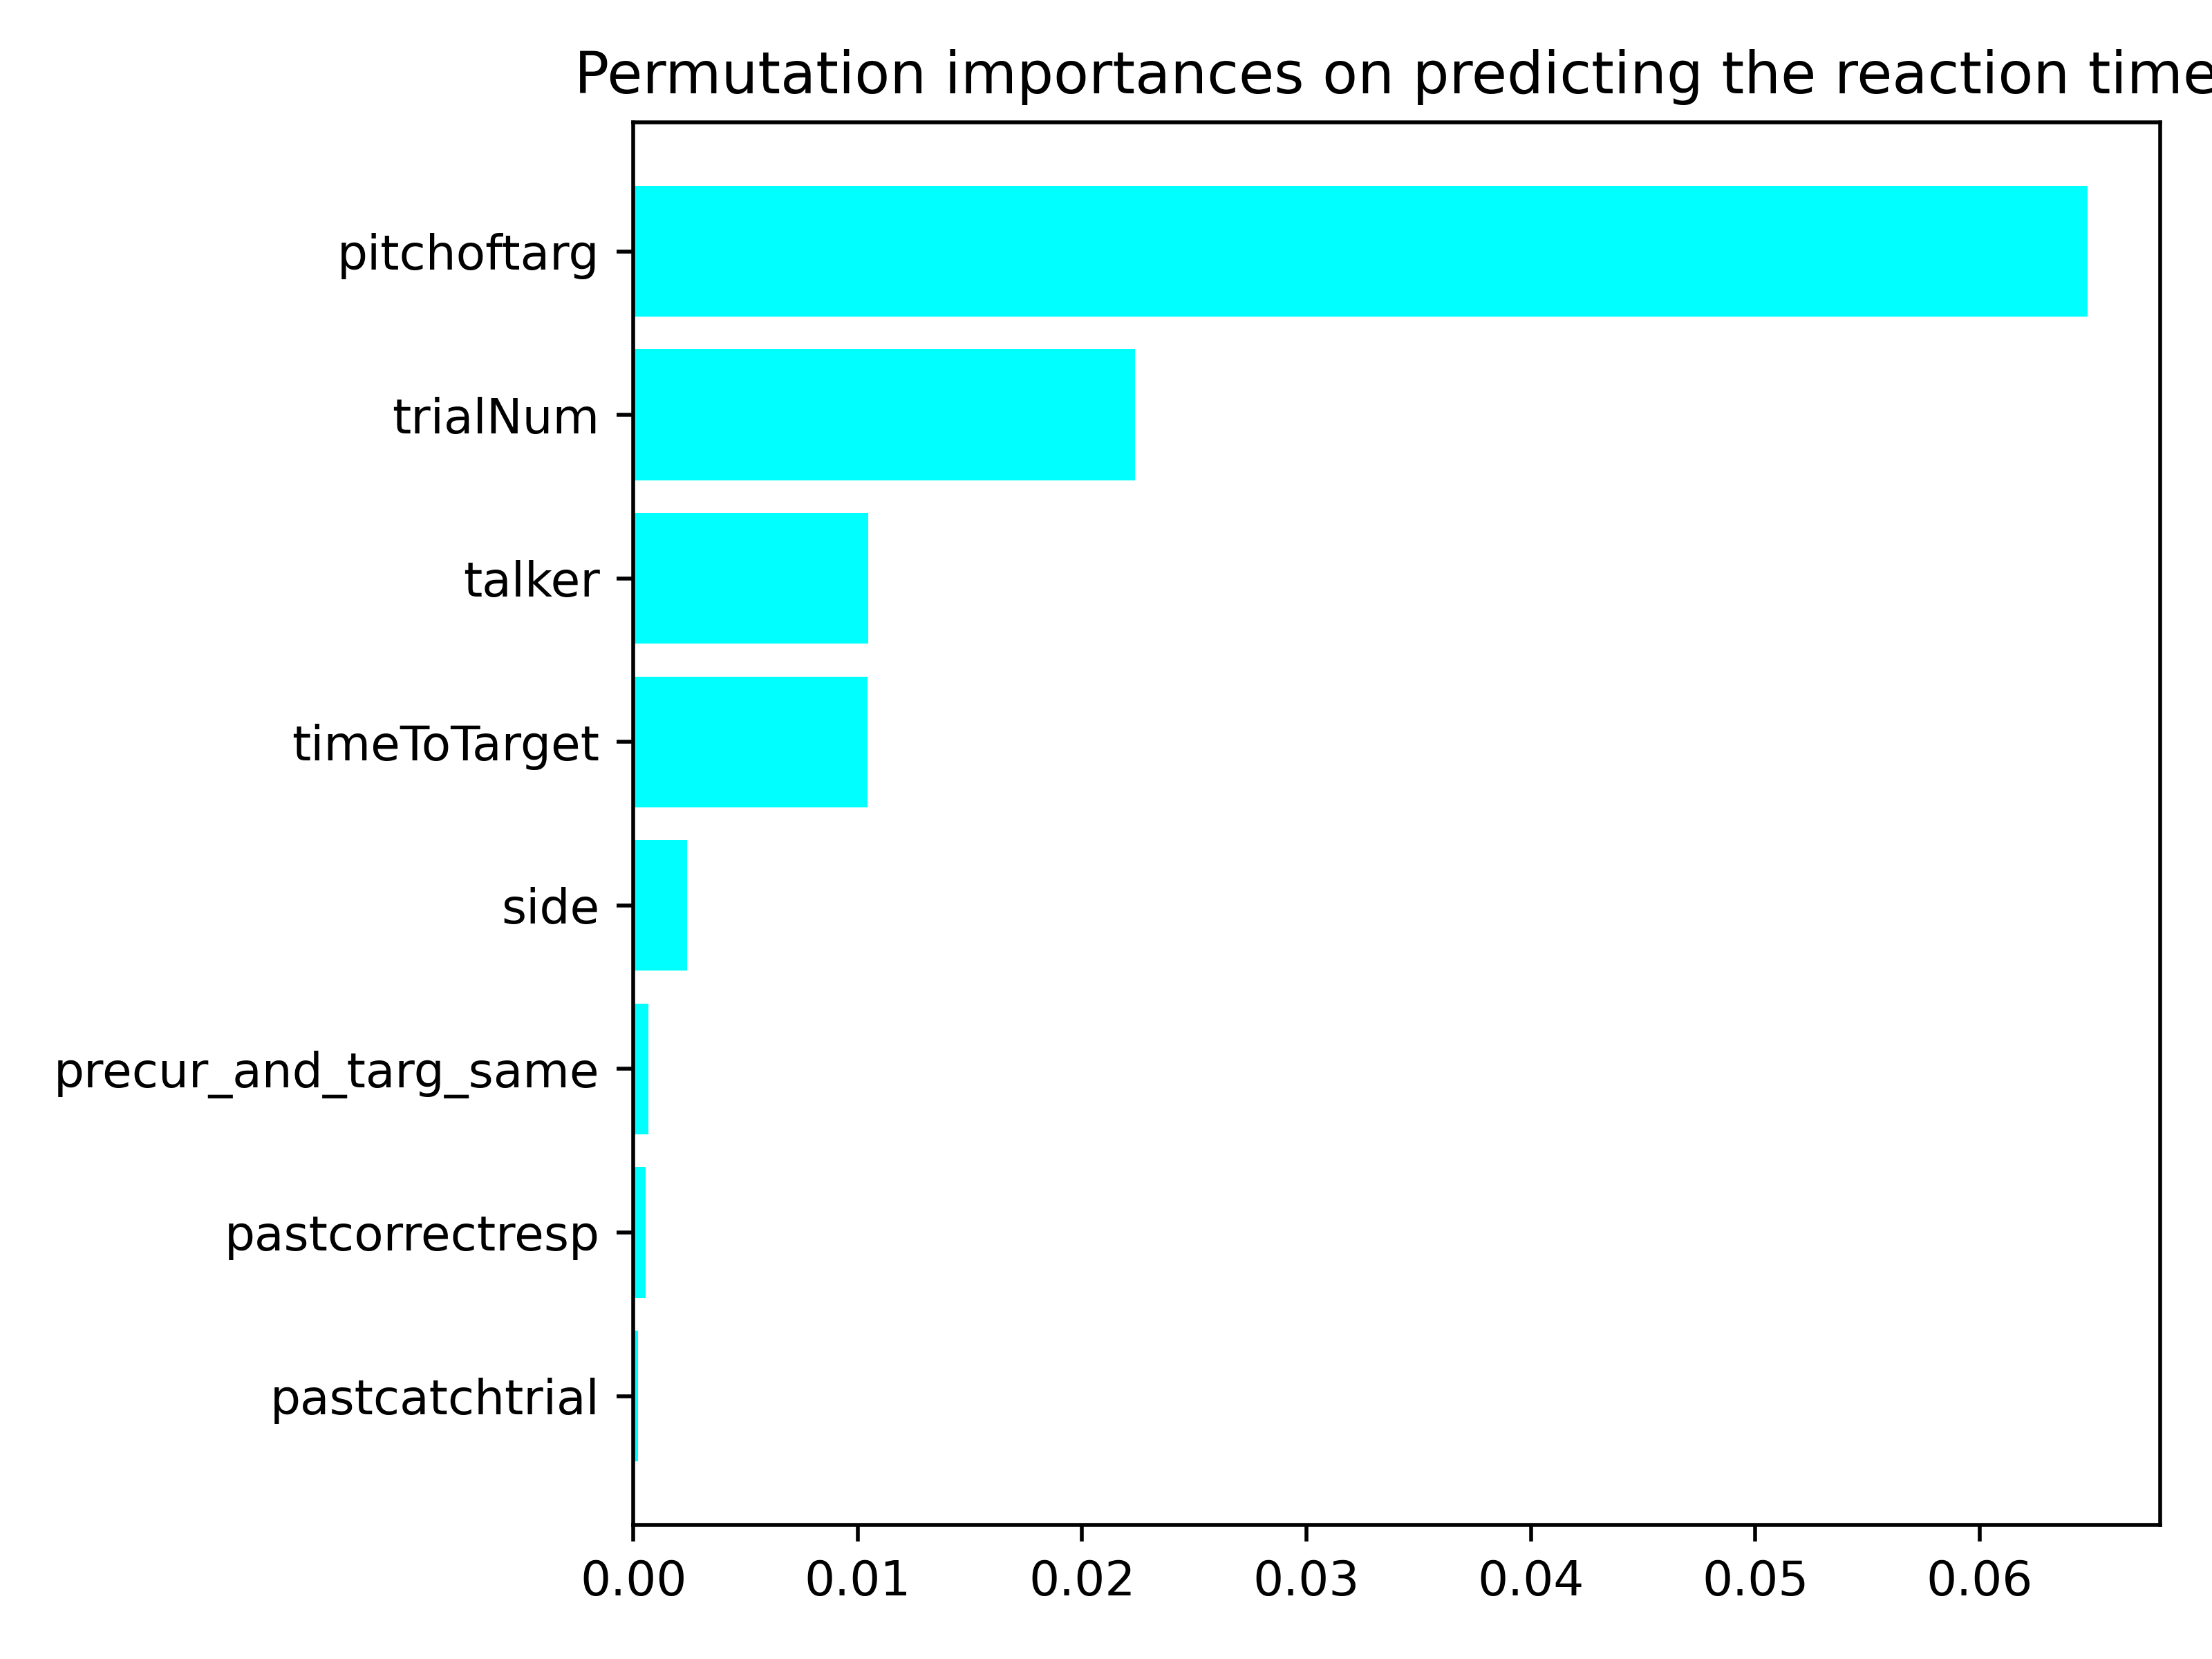 Permutation importances on predicting the reaction time
pitchoftarg
trialNum
talker
timeToTarget
side
precur_and_targ_same
pastcorrectresp
pastcatchtrial
0.00 0.01 0.02 0.03 0.04 0.05 0.06